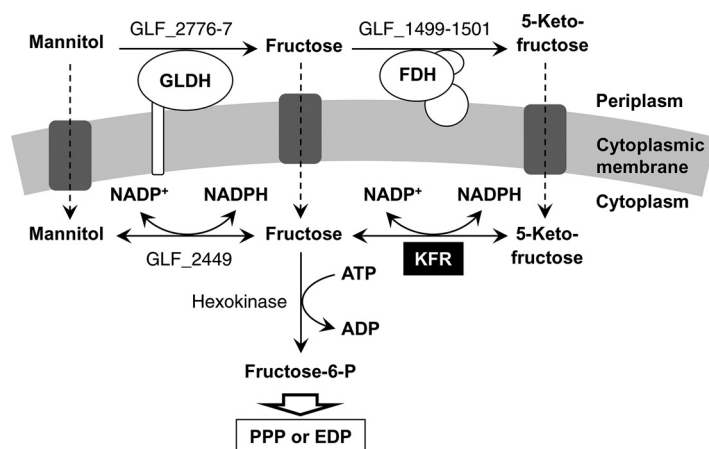 Mannitol
GLF_2776-7
Fructose
GLF_1499-1501
5-Keto-
fructose
GLDH
FDH
Periplasm
Cytoplasmic
membrane
Cytoplasm
NADP+
NADPH
NADP+
NADPH
Mannitol
GLF_2449
Fructose
KFR
5-Keto-
fructose
Hexokinase
ATP
ADP
Fructose-6-P
PPP or EDP